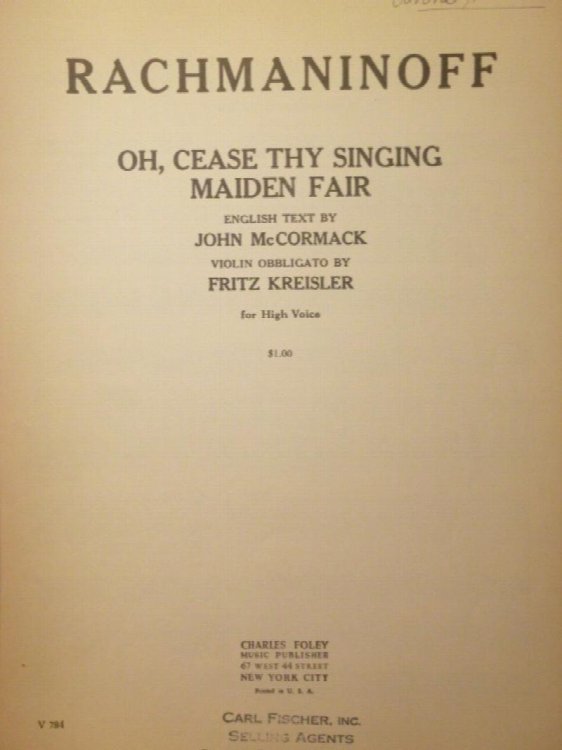 RACHMANINOFF
OH, CEASE THY SINGING
MAIDEN FAIR
ENGLISH TEXT BY
JOHN McCORMACK
VIOLIN OBBLIGATO BY
FRITZ KREISLER
for High Voice
$1.00
CHARLES FOLEY
MUSIC PUBLISHER
67 WEST 44 STREET
NEW YORK CITY
Printed in U. S. A.
V 784
CARL FISCHER, INC.
SELLING AGENTS